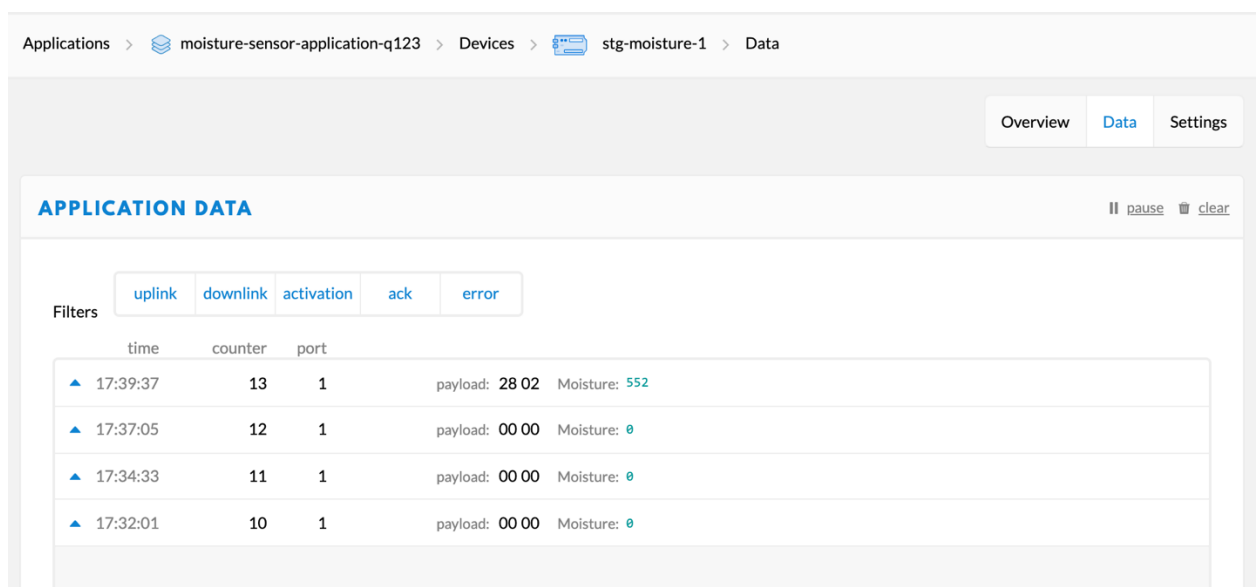 Applications > moisture-sensor-application-q123 > Devices > stg-moisture-1 > Data
Overview Data Settings
APPLICATION DATA
pause clear
uplink downlink activation ack error
Filters
time counter port
17:39:37 13 1 payload: 28 02 Moisture: 552
17:37:05 12 1 payload: 00 00 Moisture: 0
17:34:33 11 1 payload: 00 00 Moisture: 0
17:32:01 10 1 payload: 00 00 Moisture: 0